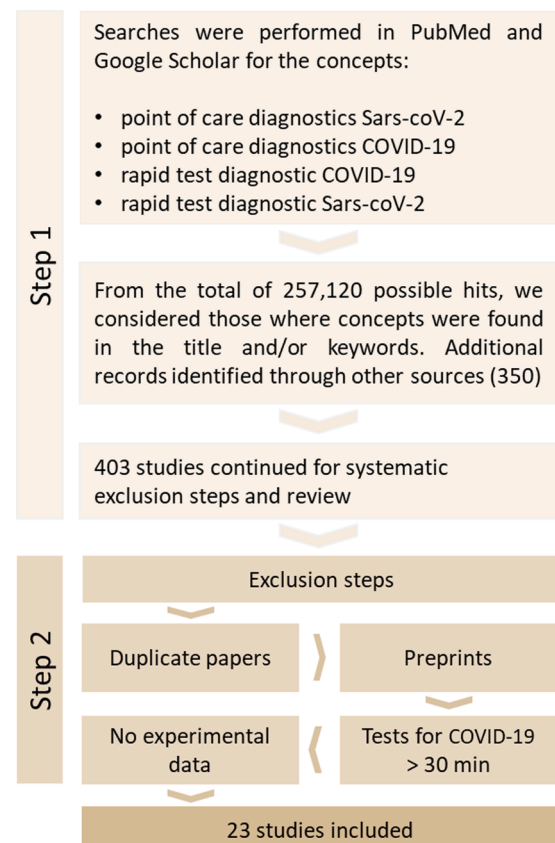 Step 1
Searches were performed in PubMed and
Google Scholar for the concepts:
• point of care diagnostics Sars-coV-2
• point of care diagnostics COVID-19
• rapid test diagnostic COVID-19
• rapid test diagnostic Sars-coV-2
From the total of 257,120 possible hits, we
considered those where concepts were found
in the title and/or keywords. Additional
records identified through other sources (350)
403 studies continued for systematic
exclusion steps and review
Step 2
Exclusion steps
Duplicate papers
Preprints
Tests for COVID-19
> 30 min
No experimental
data
23 studies included